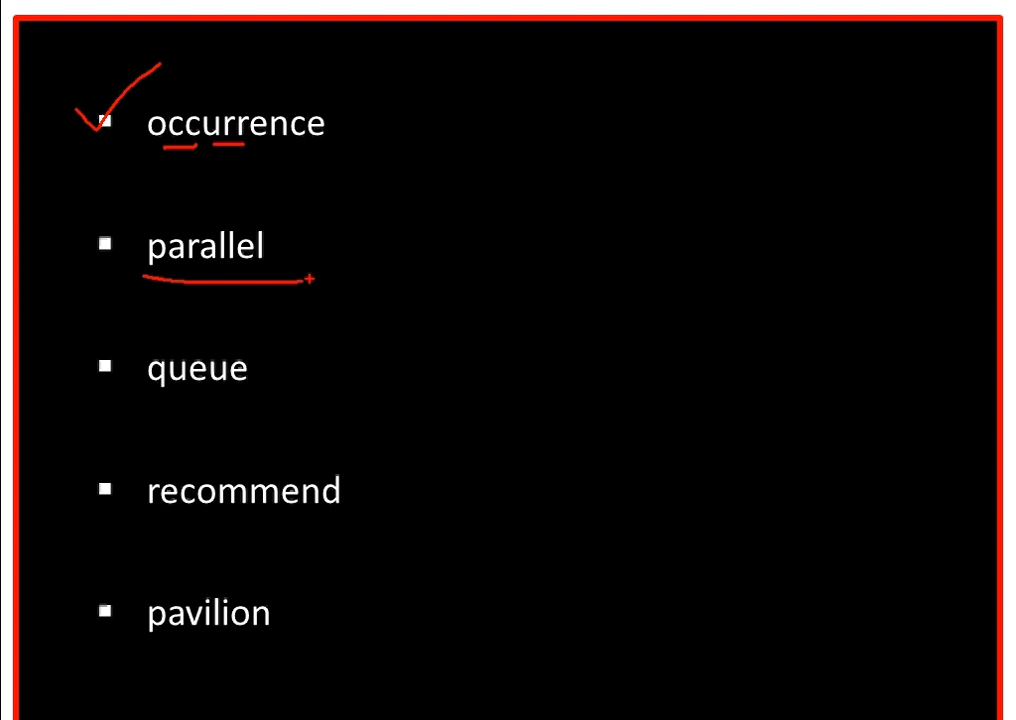 occurrence
parallel
queue
recommend
pavilion